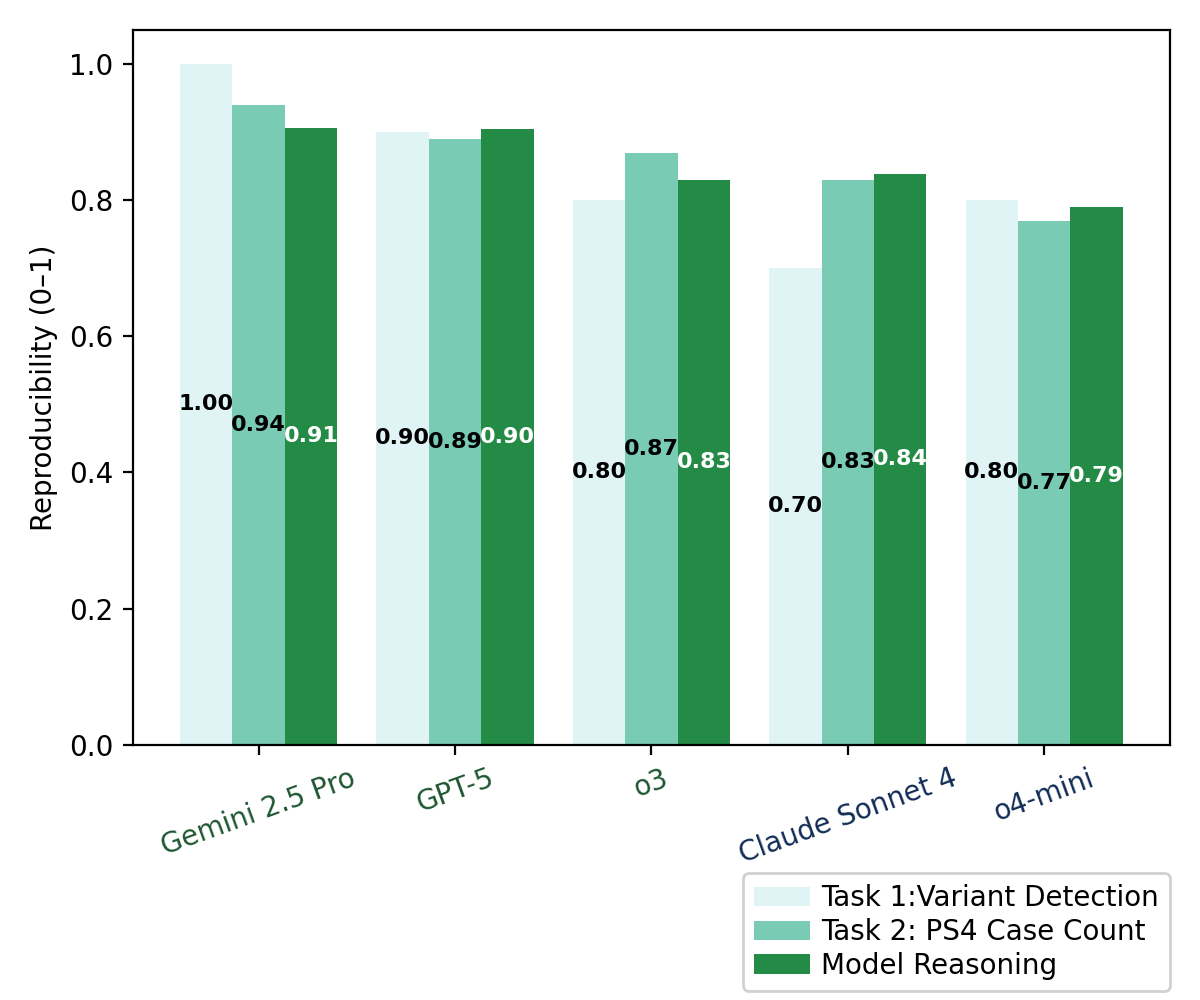 Reproducibility (0–1)
1.0
0.8
0.6
0.4
0.2
0.0
1.00
0.94
0.91
0.90
0.89
0.90
0.80
0.87
0.83
0.70
0.83
0.84
0.80
0.77
0.79
Gemini 2.5 Pro
GPT-5
o3
Claude Sonnet 4
o4-mini
Task 1:Variant Detection
Task 2: PS4 Case Count
Model Reasoning